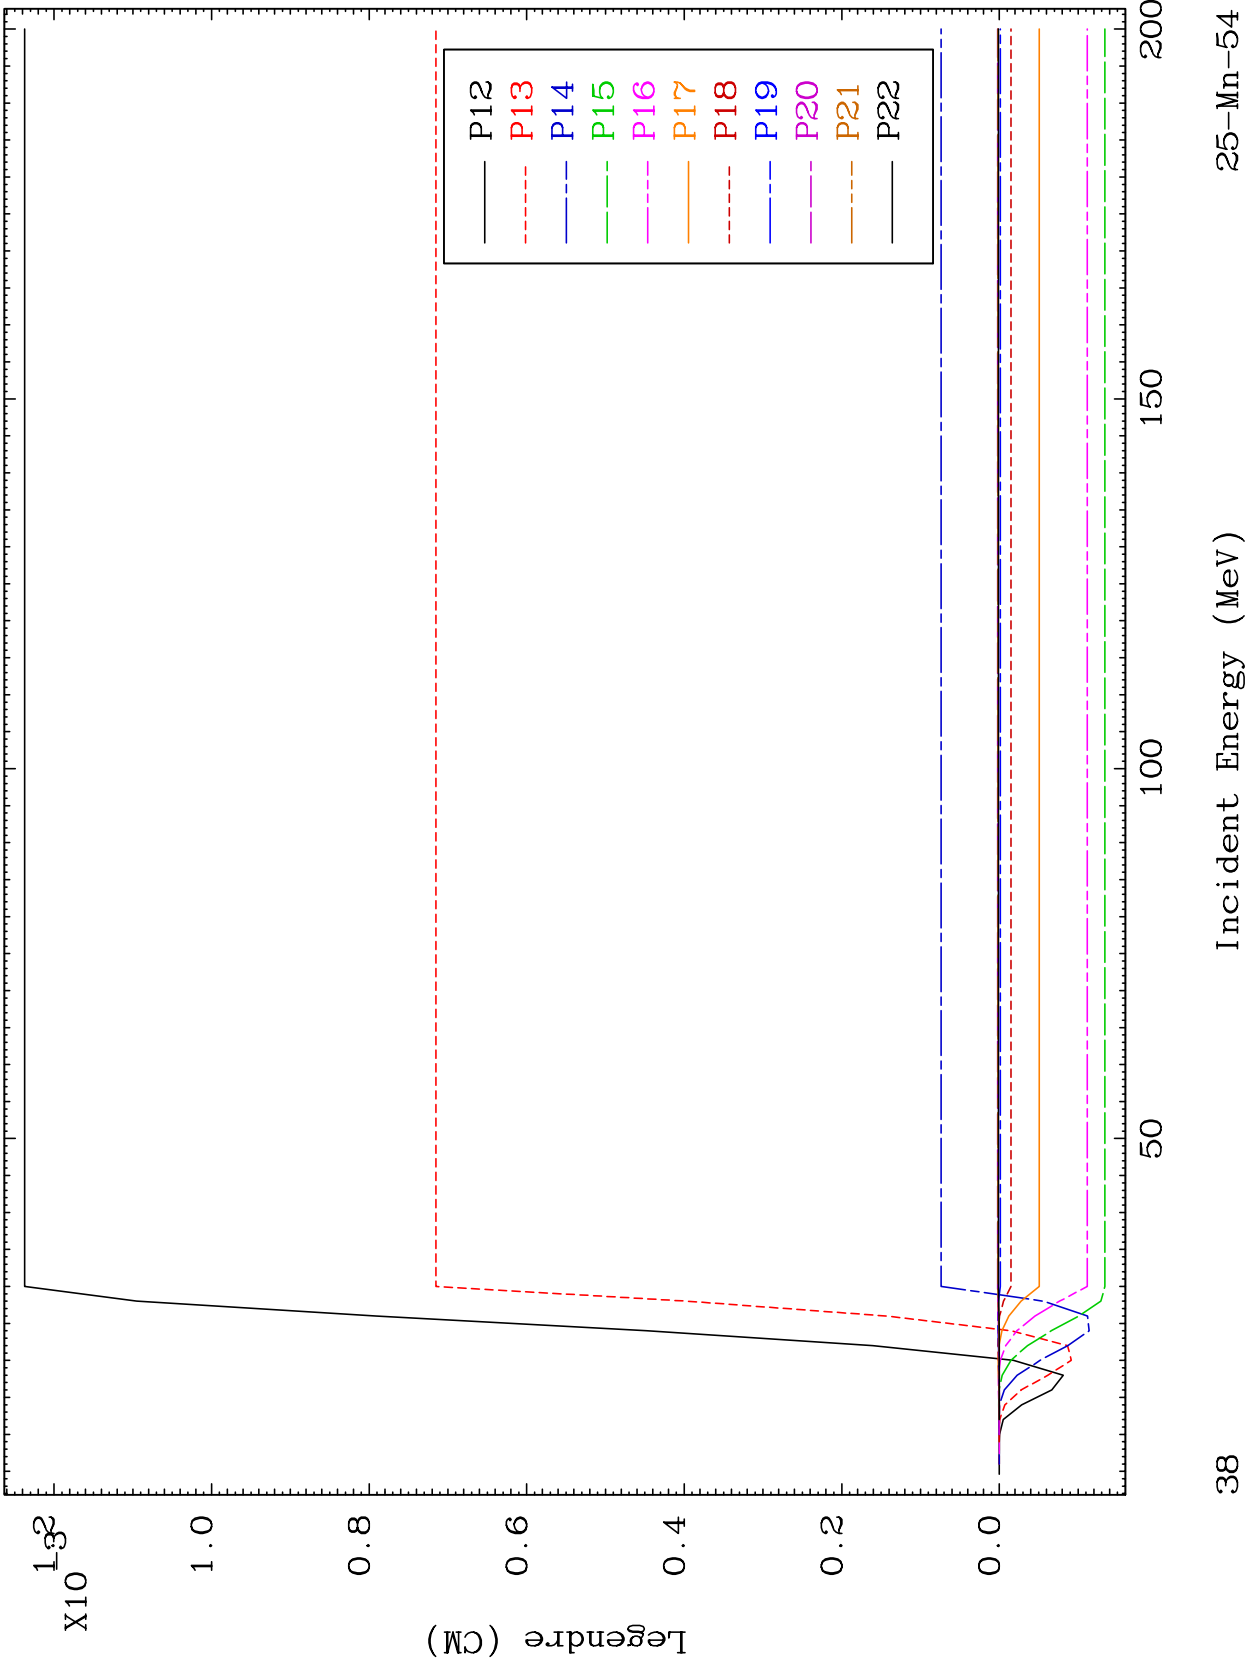 X10
-3
1.2
1.0
0.8
0.6
0.4
0.2
0.0
Legendre (CM)
P12
P13
P14
P15
P16
P17
P18
P19
P20
P21
P22
50
100
150
200
Incident Energy (MeV)
38
25-Mn-54